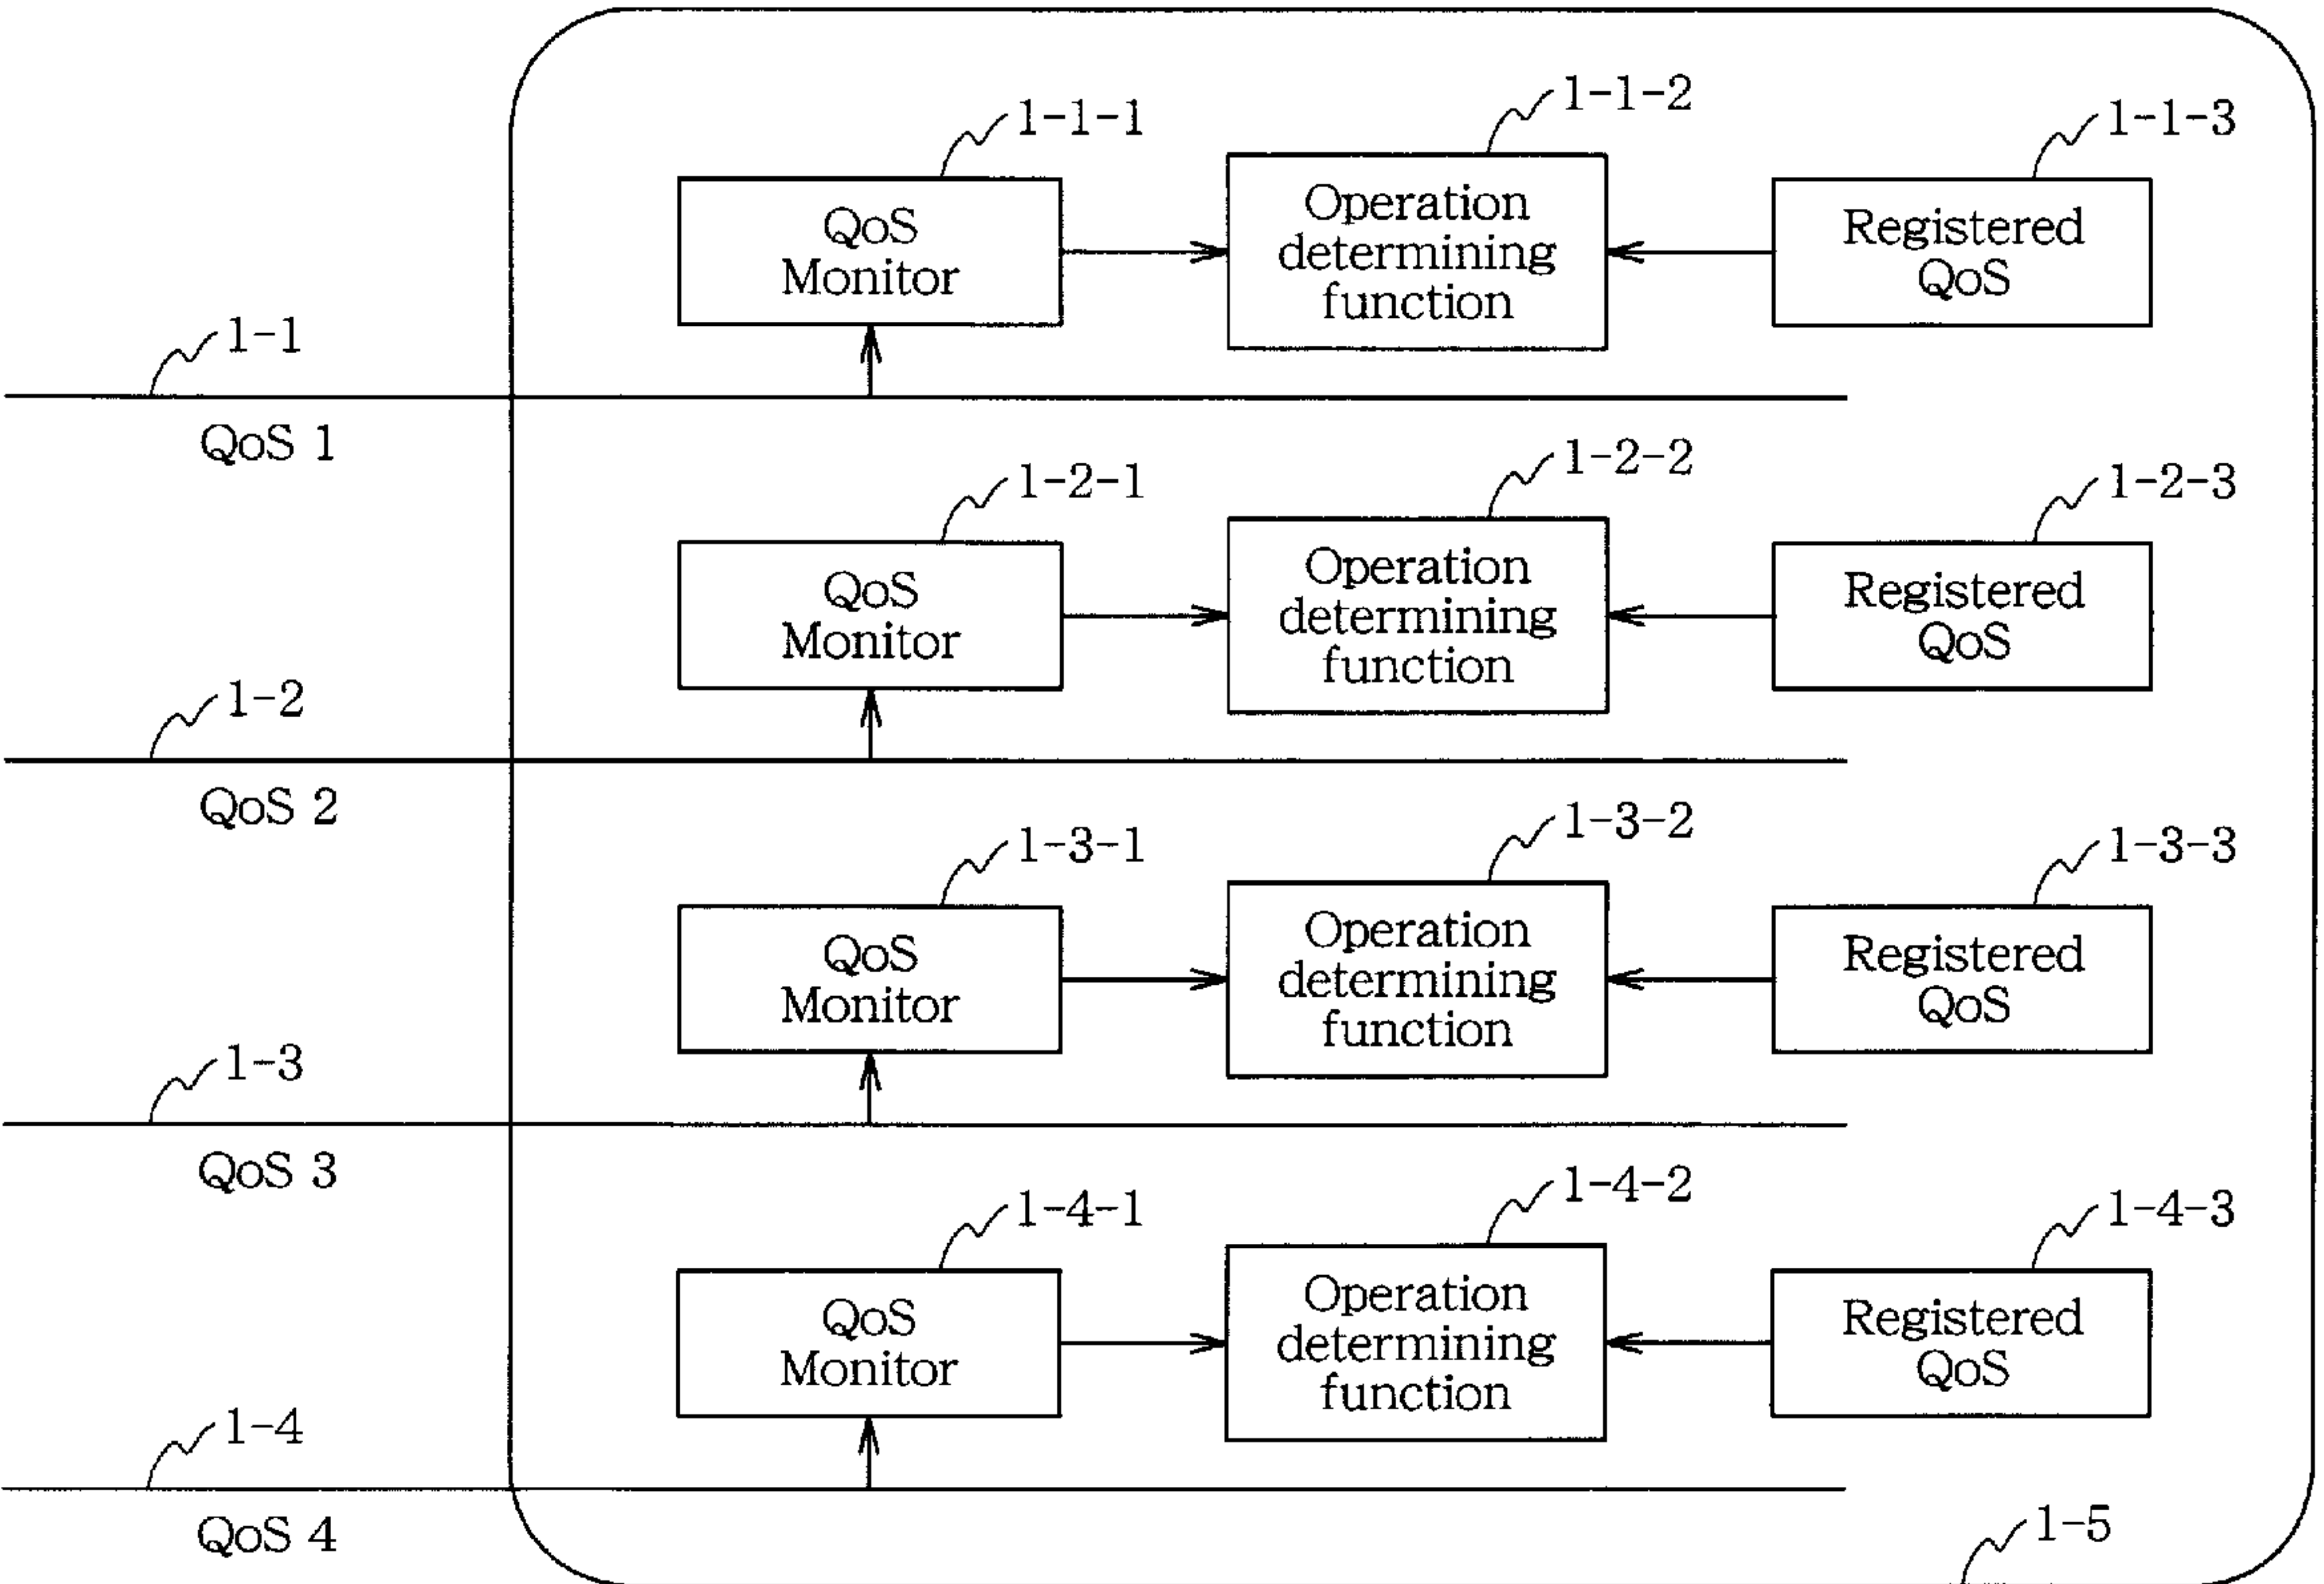 1-1-1
1-1-2
1-1-3
QoS
Monitor
Operation
determining
function
Registered
QoS
1-1
QoS 1
1-2-1
1-2-2
1-2-3
QoS
Monitor
Operation
determining
function
Registered
QoS
1-2
QoS 2
1-3-1
1-3-2
1-3-3
QoS
Monitor
Operation
determining
function
Registered
QoS
1-3
QoS 3
1-4-1
1-4-2
1-4-3
QoS
Monitor
Operation
determining
function
Registered
QoS
1-4
QoS 4
1-5